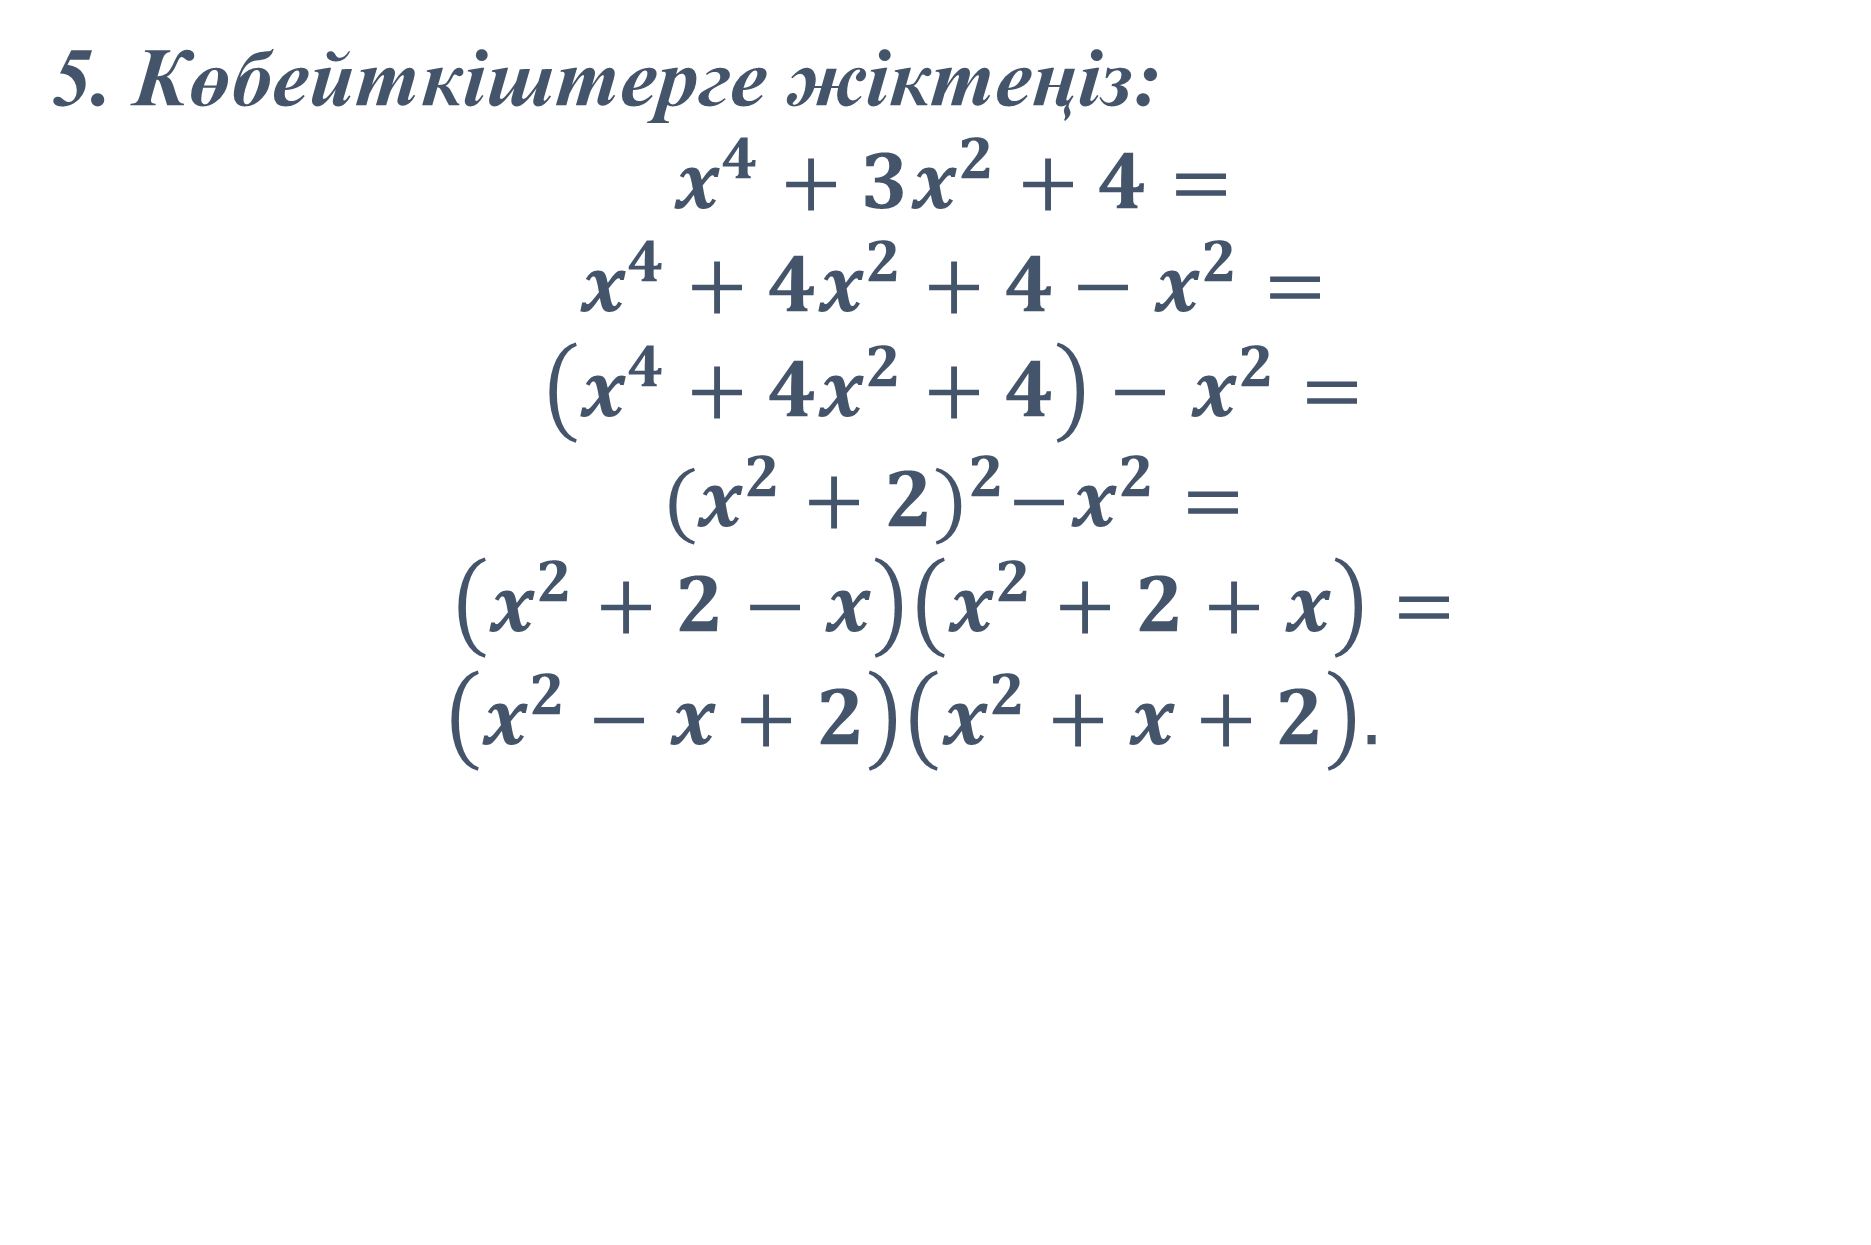 5. Көбейткіштерге жіктеңіз:
x⁴ + 3x² + 4 =
x⁴ + 4x² + 4 − x² =
(x⁴ + 4x² + 4) − x² =
(x² + 2)²−x² =
(x² + 2 − x)(x² + 2 + x) =
(x² − x + 2)(x² + x + 2).